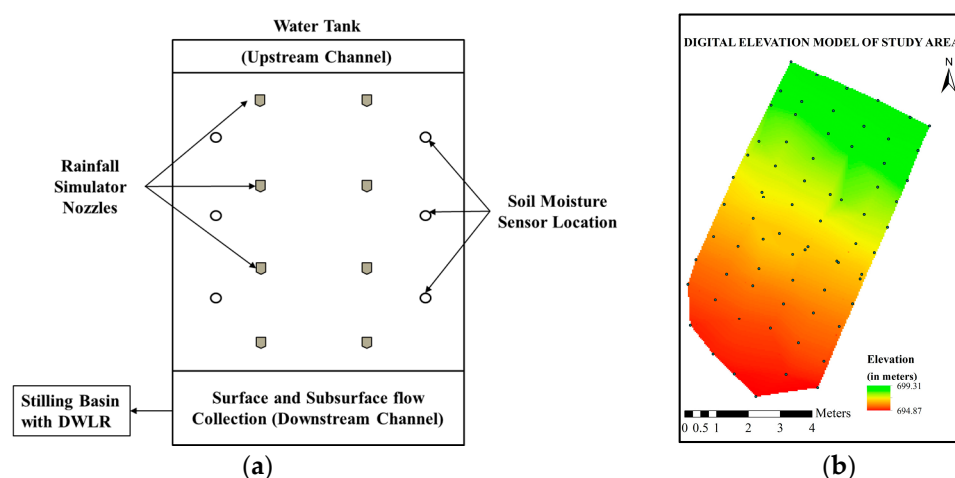 Water Tank
(Upstream Channel)
Rainfall
Simulator
Nozzles
Soil Moisture
Sensor Location
Surface and Subsurface flow
Collection (Downstream Channel)
Stilling Basin
with DWLR
(a)
DIGITAL ELEVATION MODEL OF STUDY AREA
N
Elevation
(in meters)
699.31
694.87
Meters
0 0.5 1 2 3 4
(b)